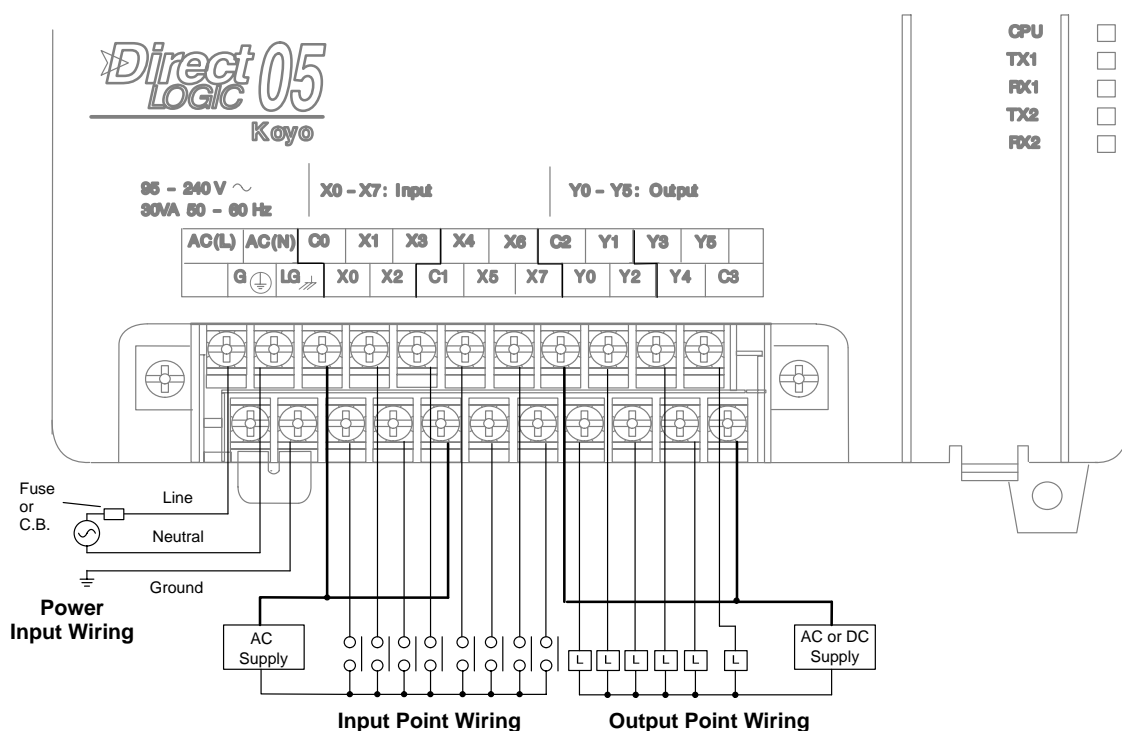 Direct
LOGIC 05
Koyo
CPU
TX1
RX1
TX2
RX2
95 – 240 V ~
30VA 50 – 60 Hz
X0 – X7: Input
Y0 – Y5: Output
AC(L) AC(N) C0 X1 X3 X4 X6 C2 Y1 Y3 Y5
G LG X0 X2 C1 X5 X7 Y0 Y2 Y4 C3
Fuse
or
C.B.
Line
Neutral
Ground
Power
Input Wiring
AC
Supply
L L L L L L
AC or DC
Supply
Input Point Wiring
Output Point Wiring